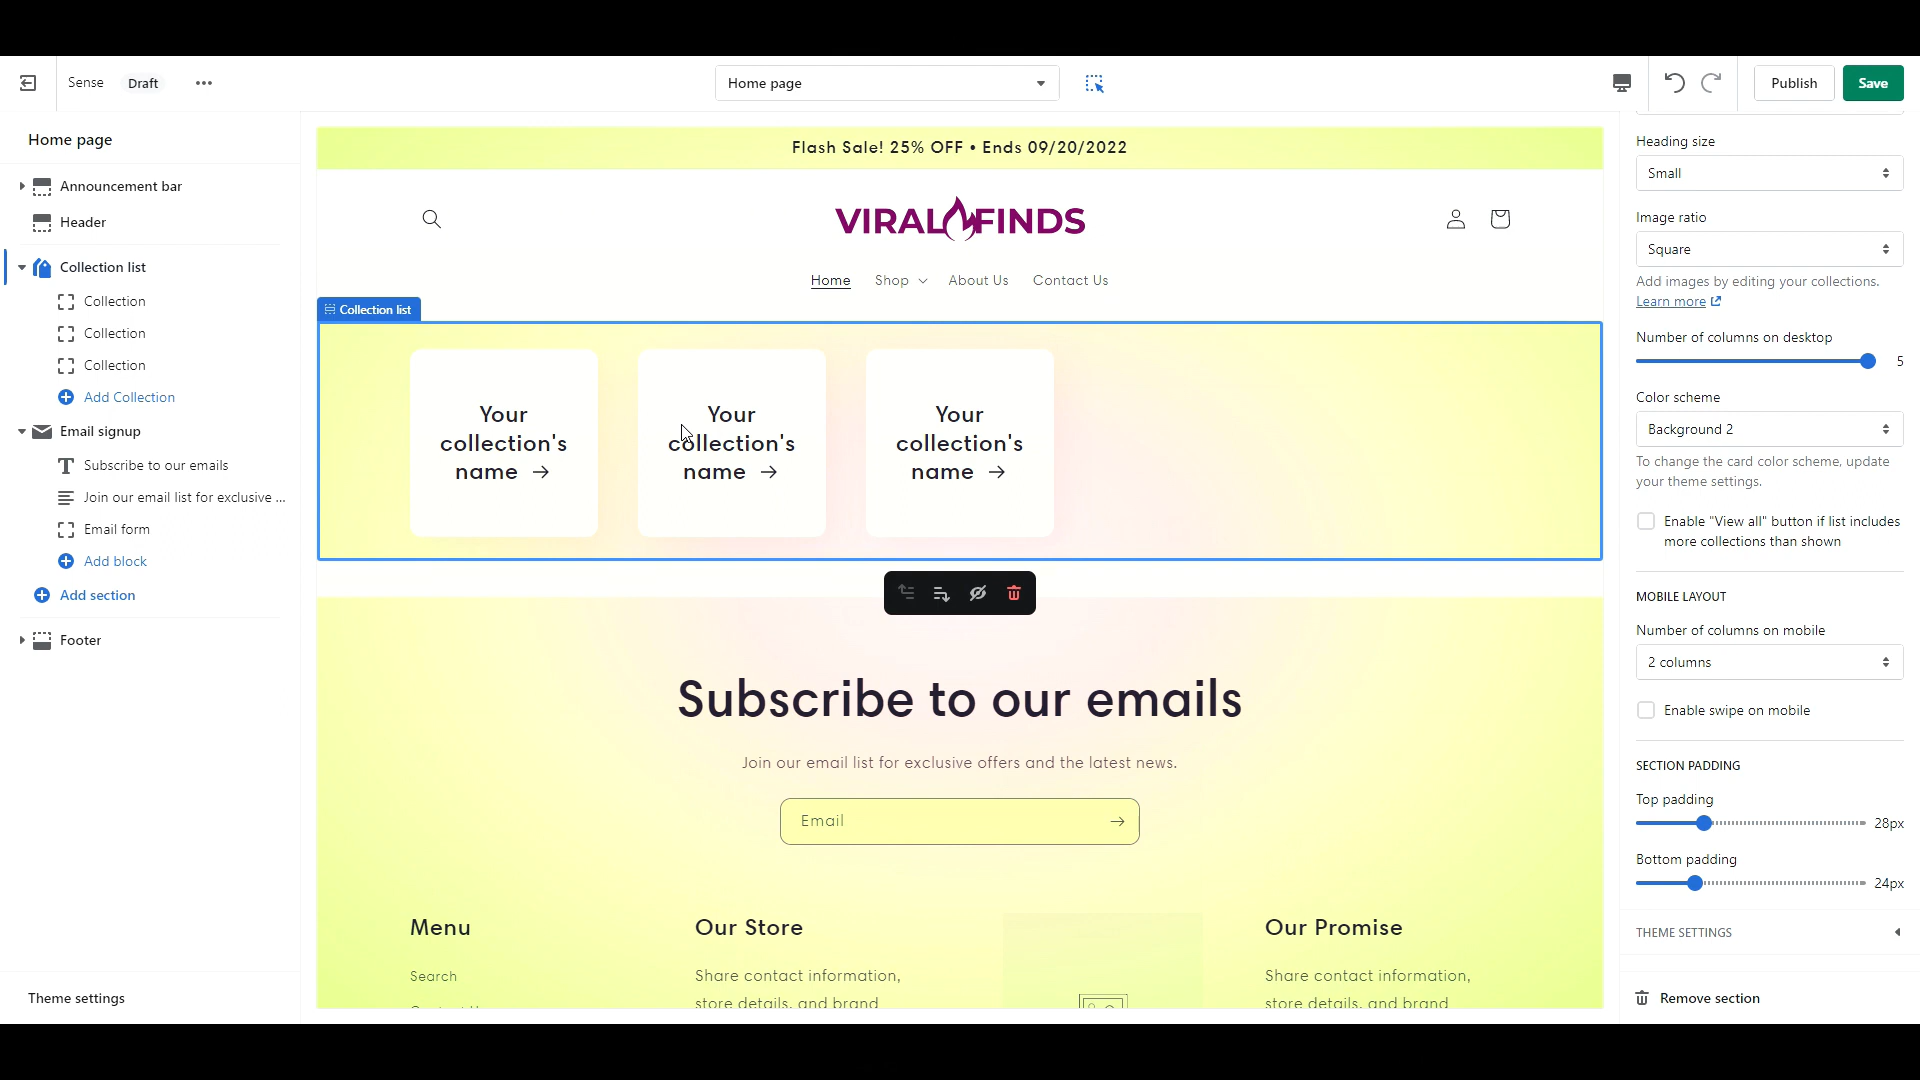 Sense
Draft
Home page
Publish
Save
Home page
Announcement bar
Header
Collection list
Collection
Collection
Collection
Add Collection
Email signup
Subscribe to our emails
Join our email list for exclusive ...
Email form
Add block
Add section
Footer
Theme settings
Flash Sale! 25% OFF • Ends 09/20/2022
VIRAL FINDS
Home
Shop
About Us
Contact Us
Collection list
Your
collection's
name →
Your
collection's
name →
Your
collection's
name →
Subscribe to our emails
Join our email list for exclusive offers and the latest news.
Email
Menu
Search
Our Store
Share contact information,
store details, and brand
Our Promise
Share contact information,
store details, and brand
Heading size
Small
Image ratio
Square
Add images by editing your collections.
Learn more
Number of columns on desktop
5
Color scheme
Background 2
To change the card color scheme, update
your theme settings.
Enable "View all" button if list includes
more collections than shown
MOBILE LAYOUT
Number of columns on mobile
2 columns
Enable swipe on mobile
SECTION PADDING
Top padding
28px
Bottom padding
24px
THEME SETTINGS
Remove section